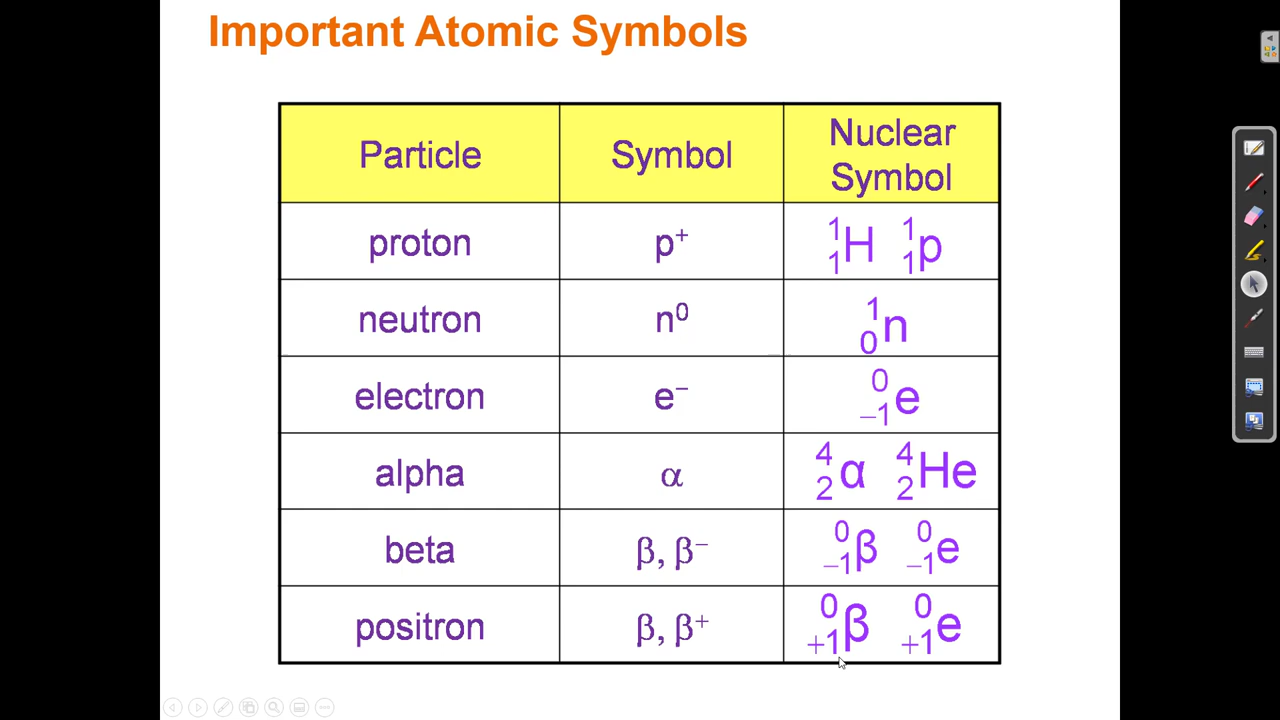 Important Atomic Symbols
Particle Symbol Nuclear Symbol
proton p⁺ ¹₁H ¹₁p
neutron n⁰ ¹₀n
electron e⁻ ⁰₋₁e
alpha α ⁴₂α ⁴₂He
beta β, β⁻ ⁰₋₁β ⁰₋₁e
positron β, β⁺ ⁰₊₁β ⁰₊₁e